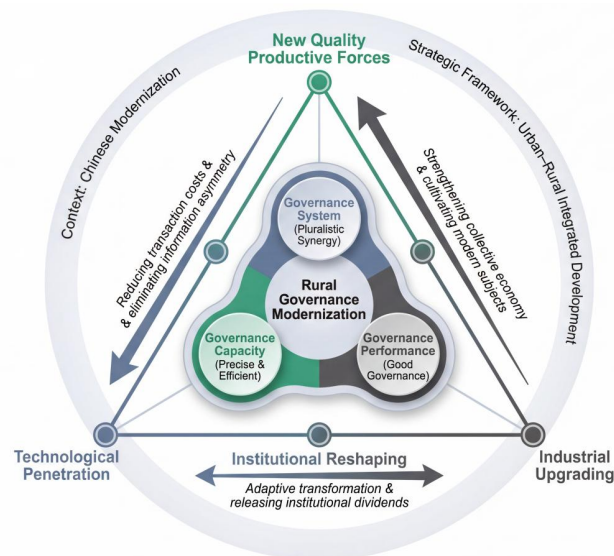 New Quality
Productive Forces
Context: Chinese Modernization
Strategic Framework: Urban–Rural Integrated Development
Reducing transaction costs &
& eliminating information asymmetry
Strengthening collective economy
& cultivating modern subjects
Governance
System
(Pluralistic
Synergy)
Rural
Governance
Modernization
Governance
Capacity
(Precise &
Efficient)
Governance
Performance
(Good
Governance)
Technological
Penetration
Institutional Reshaping
Adaptive transformation &
releasing institutional dividends
Industrial
Upgrading